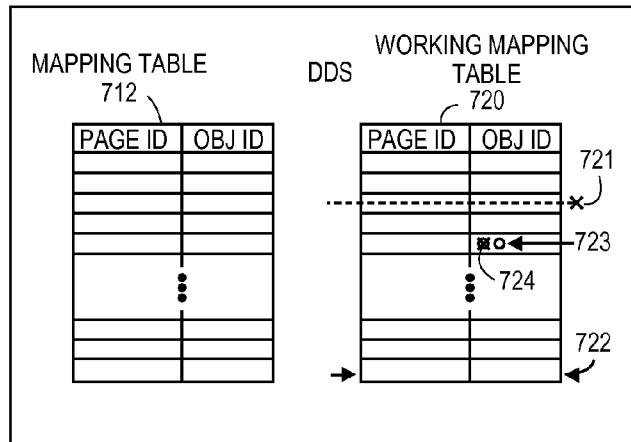 MAPPING TABLE
712
DDS
WORKING MAPPING
TABLE
720
PAGE ID OBJ ID
PAGE ID OBJ ID
721
723
724
722